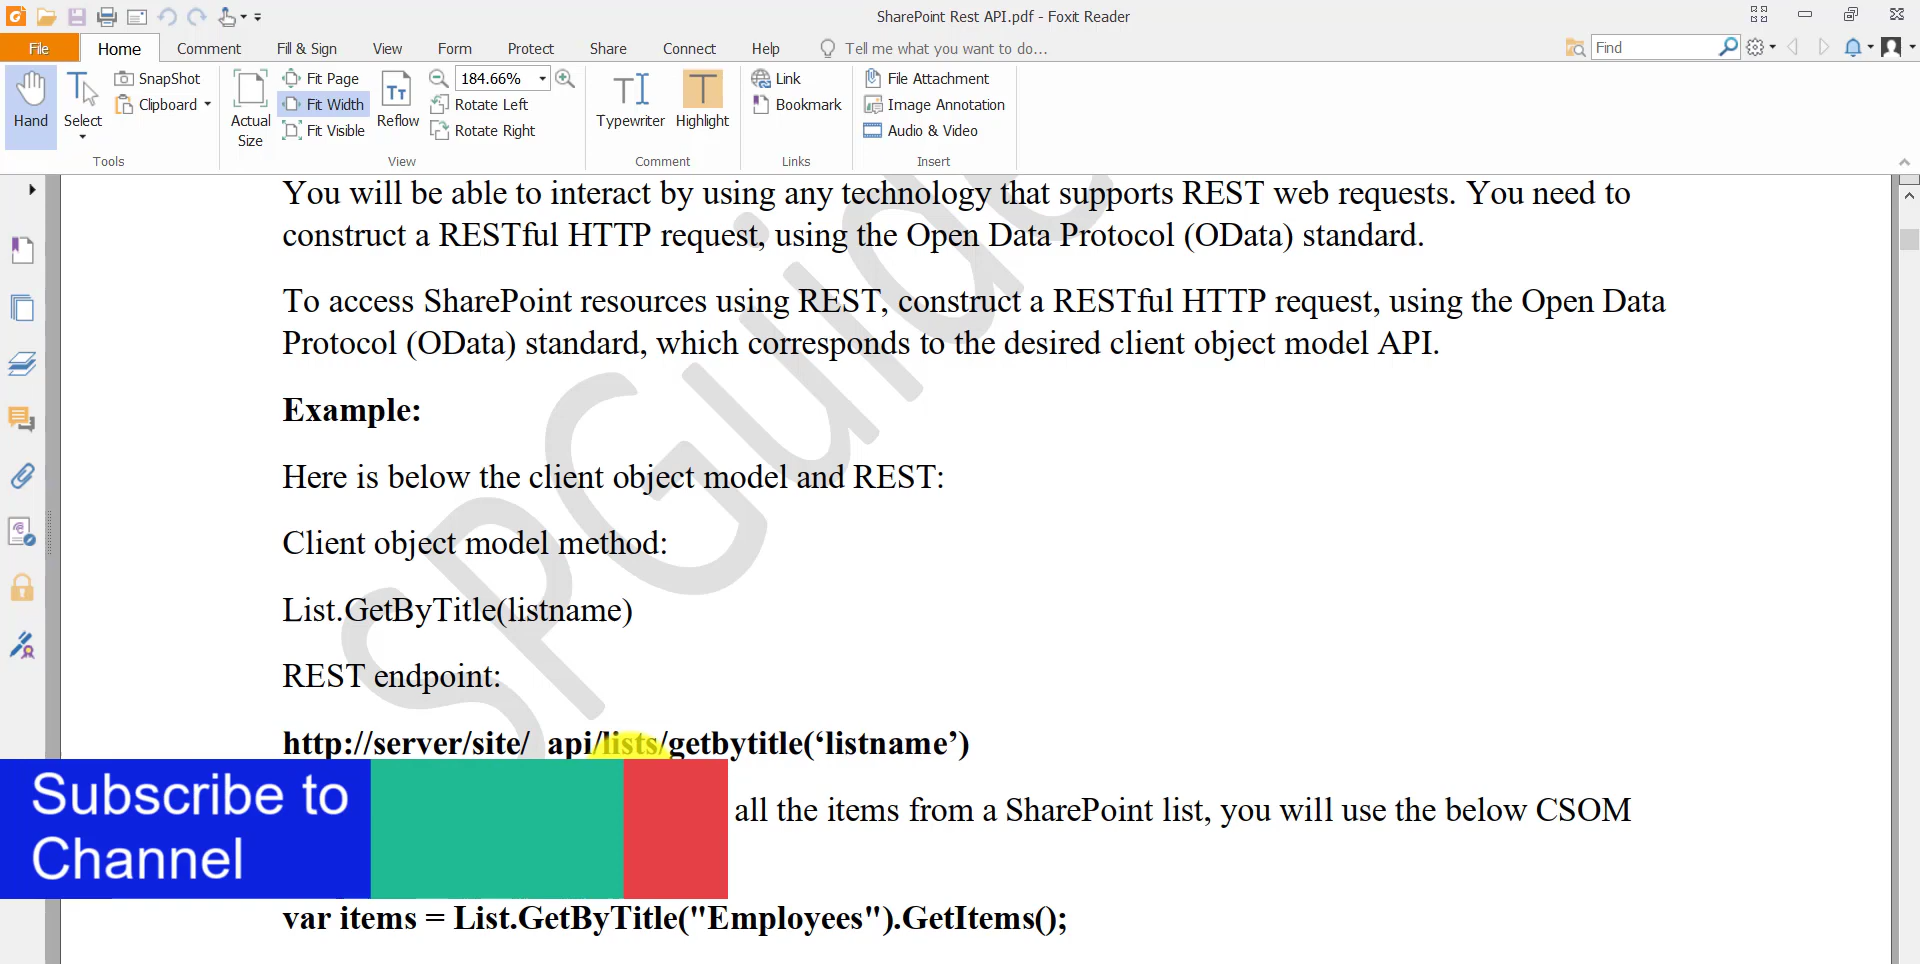 SharePoint Rest API.pdf - Foxit Reader
File Home Comment Fill & Sign View Form Protect Share Connect Help Tell me what you want to do... Find
Hand
Select
SnapShot
Clipboard
Tools
Actual
Size
Fit Page
Fit Width
Fit Visible
Reflow
184.66%
Rotate Left
Rotate Right
View
Typewriter
Highlight
Comment
Link
Bookmark
Links
File Attachment
Image Annotation
Audio & Video
Insert
You will be able to interact by using any technology that supports REST web requests. You need to
construct a RESTful HTTP request, using the Open Data Protocol (OData) standard.
To access SharePoint resources using REST, construct a RESTful HTTP request, using the Open Data
Protocol (OData) standard, which corresponds to the desired client object model API.
Example:
Here is below the client object model and REST:
Client object model method:
List.GetByTitle(listname)
REST endpoint:
http://server/site/_api/lists/getbytitle(‘listname’)
all the items from a SharePoint list, you will use the below CSOM
var items = List.GetByTitle("Employees").GetItems();
SPGuide
Subscribe to
Channel